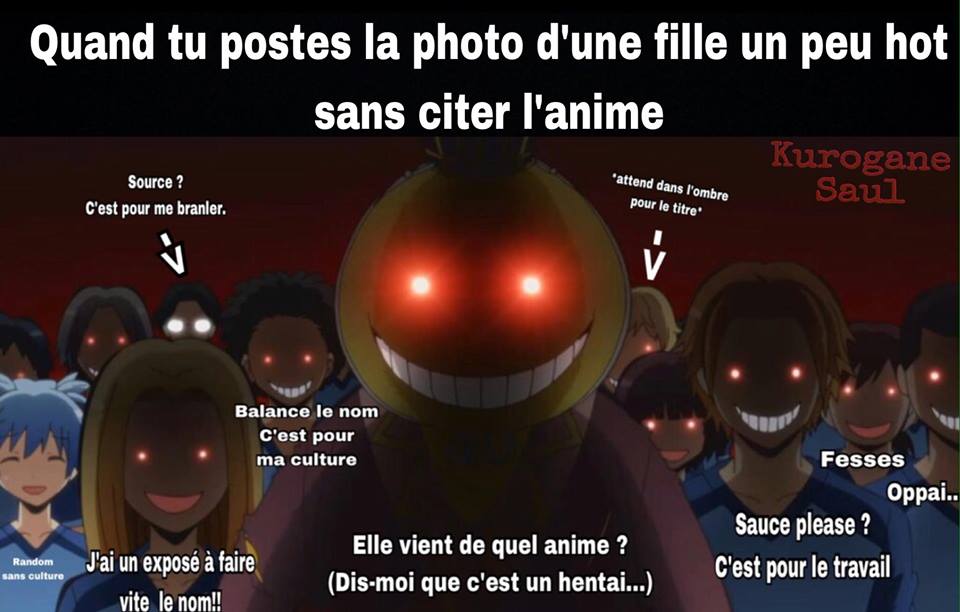 Quand tu postes la photo d'une fille un peu hot
sans citer l'anime
Kurogane
Saul
Source ?
C'est pour me branler.
*attend dans l'ombre
pour le titre*
V
V
Balance le nom
C'est pour
ma culture
Fesses
Oppai..
Sauce please ?
C'est pour le travail
Elle vient de quel anime ?
(Dis-moi que c'est un hentai...)
J'ai un exposé à faire
vite le nom!!
Random
sans culture